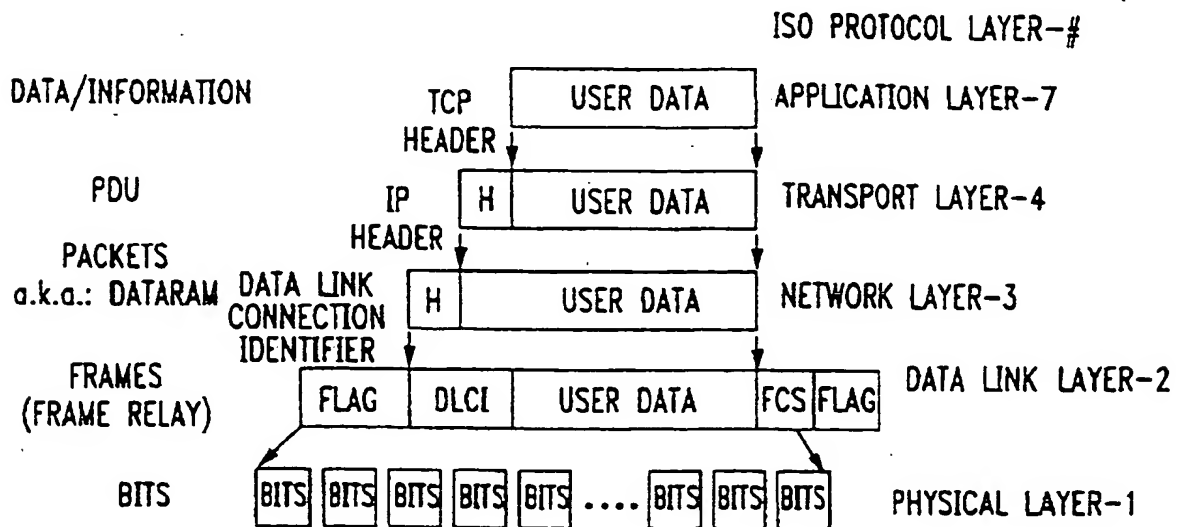 ISO PROTOCOL LAYER-#
DATA/INFORMATION
TCP
HEADER
USER DATA
APPLICATION LAYER-7
PDU
IP
HEADER
H
USER DATA
TRANSPORT LAYER-4
PACKETS
a.k.a.: DATARAM
DATA LINK
CONNECTION
IDENTIFIER
H
USER DATA
NETWORK LAYER-3
FRAMES
(FRAME RELAY)
FLAG
DLCI
USER DATA
FCS
FLAG
DATA LINK LAYER-2
BITS
BITS BITS BITS BITS BITS .... BITS BITS BITS
PHYSICAL LAYER-1